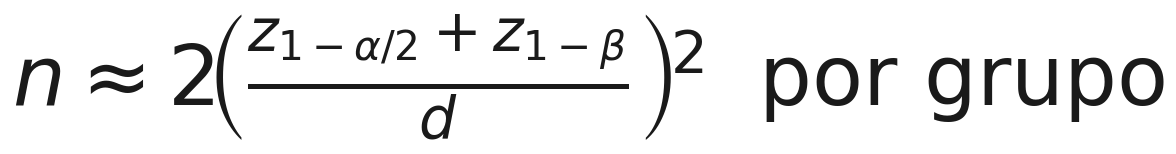 n ≈ 2((z_{1 − α/2} + z_{1 − β})/d)^2 por grupo